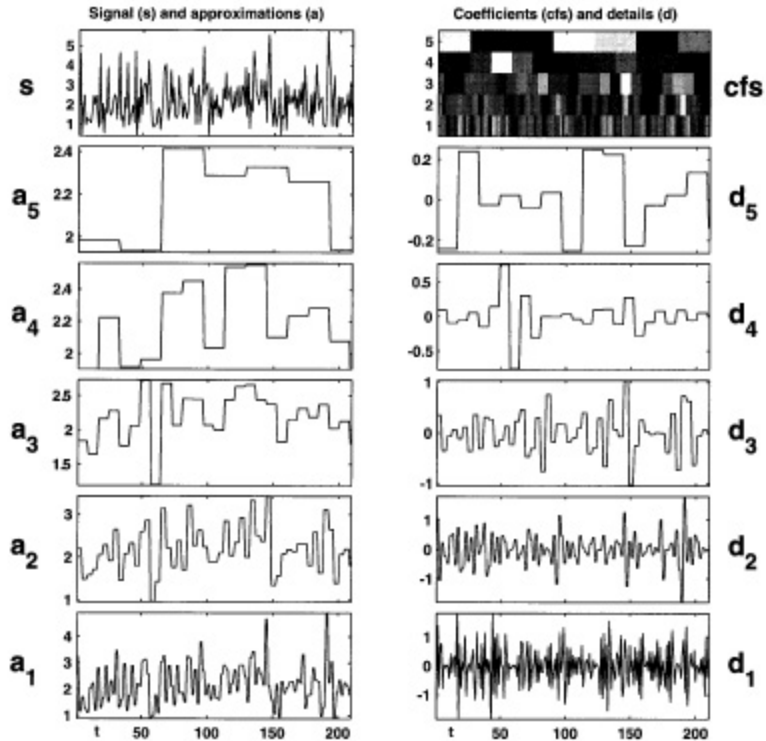 Signal (s) and approximations (a)
Coefficients (cfs) and details (d)
s
5
4
3
2
1
5
4
3
2
1
cfs
a5
2.4
2.2
2
0.2
0
-0.2
d5
a4
2.4
2.2
2
0.5
0
-0.5
d4
a3
2.5
2
1.5
1
0
-1
d3
a2
3
2
1
1
0
-1
d2
a1
4
3
2
1
1
0
-1
d1
t 50 100 150 200
t 50 100 150 200